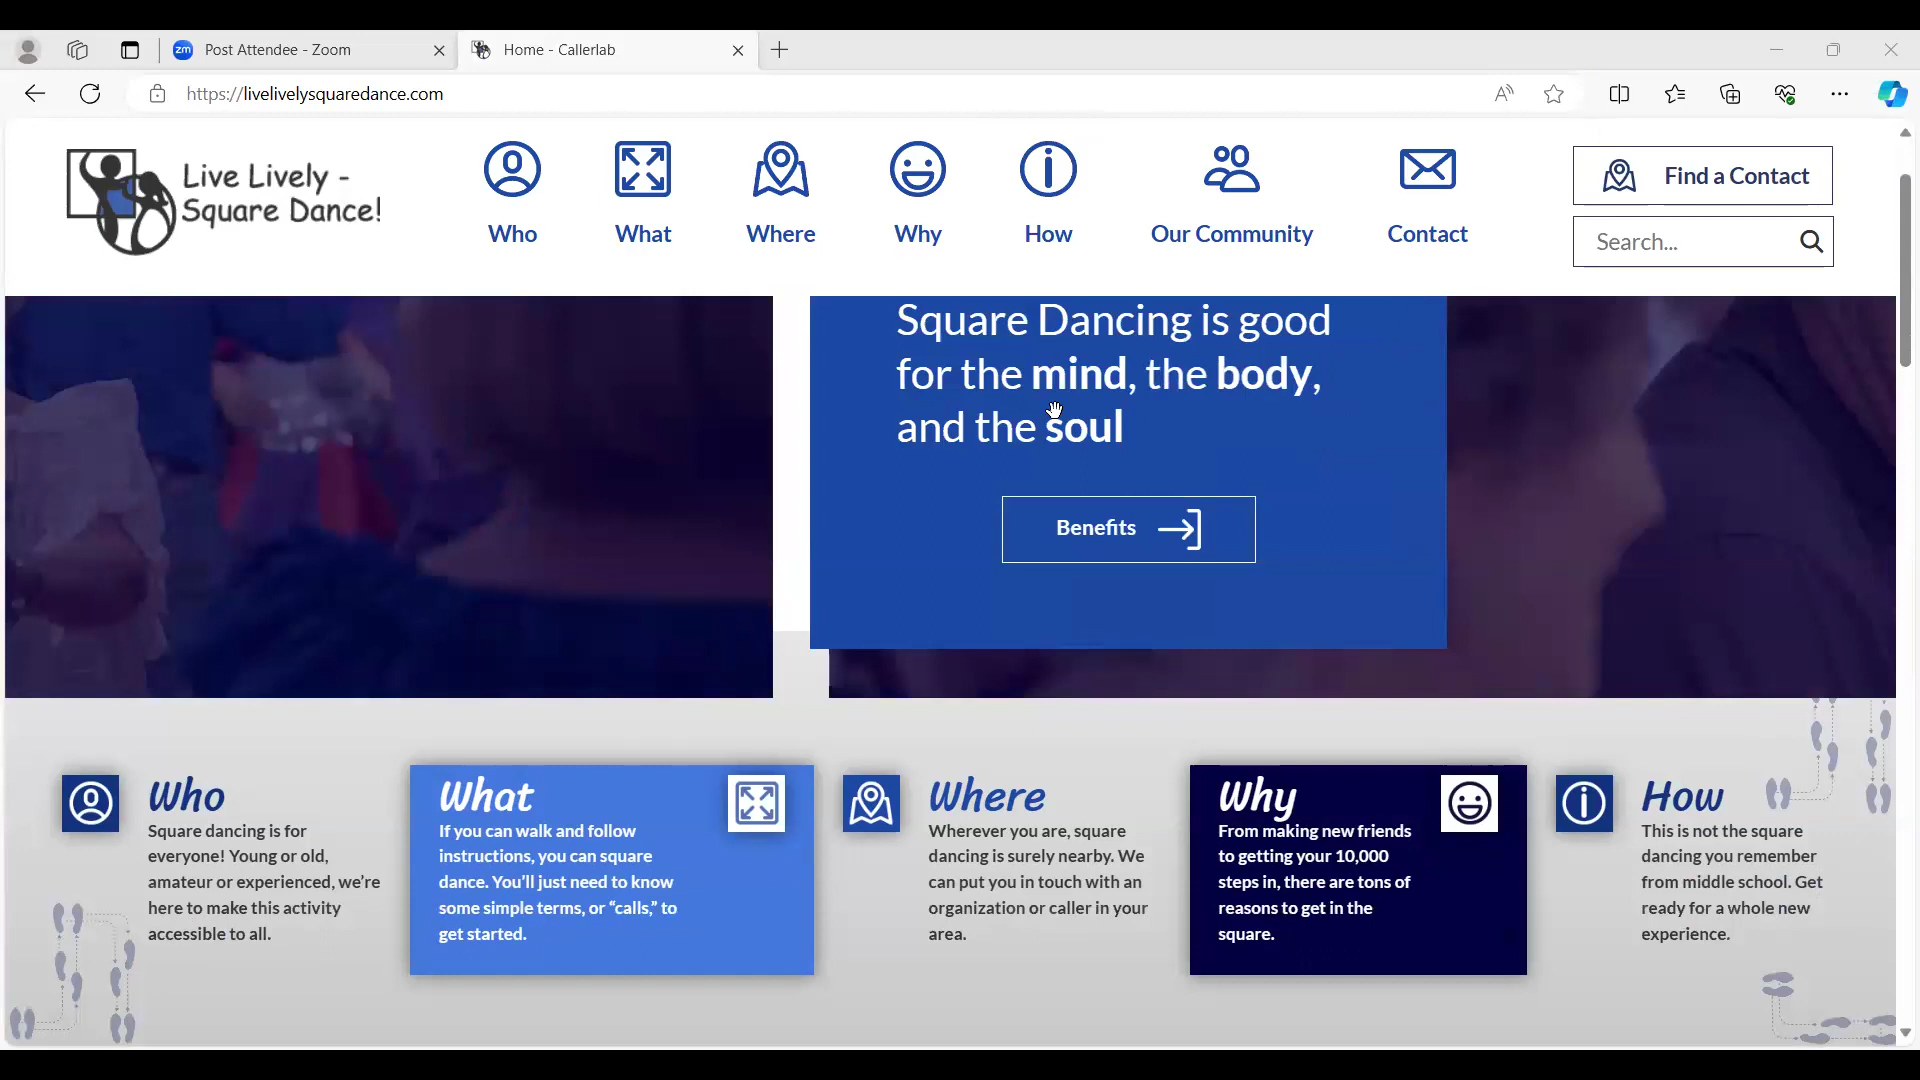 zm Post Attendee - Zoom
Home - Callerlab
https://livelivelysquaredance.com
Live Lively -
Square Dance!
Who
What
Where
Why
How
Our Community
Contact
Find a Contact
Search...
Square Dancing is good
for the mind, the body,
and the soul
Benefits
Who
Square dancing is for
everyone! Young or old,
amateur or experienced, we’re
here to make this activity
accessible to all.
What
If you can walk and follow
instructions, you can square
dance. You’ll just need to know
some simple terms, or “calls,” to
get started.
Where
Wherever you are, square
dancing is surely nearby. We
can put you in touch with an
organization or caller in your
area.
Why
From making new friends
to getting your 10,000
steps in, there are tons of
reasons to get in the
square.
How
This is not the square
dancing you remember
from middle school. Get
ready for a whole new
experience.